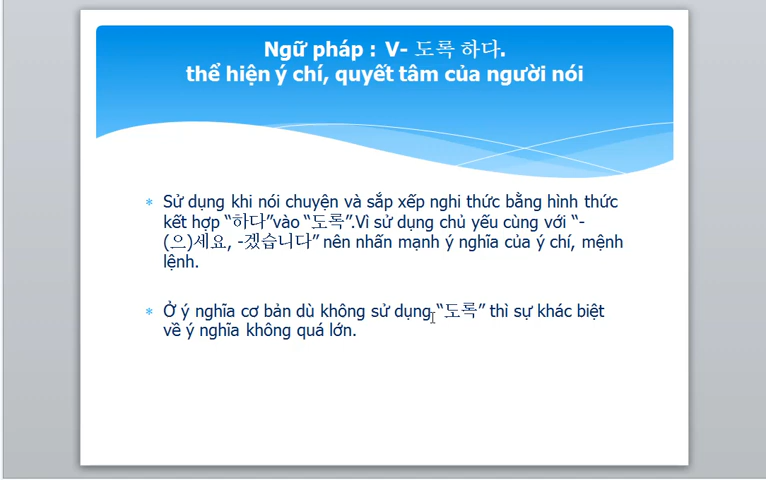 Ngữ pháp : V- 도록 하다.
thể hiện ý chí, quyết tâm của người nói
* Sử dụng khi nói chuyện và sắp xếp nghi thức bằng hình thức
kết hợp “하다”vào “도록”.Vì sử dụng chủ yếu cùng với “-
(으)세요, -겠습니다” nên nhấn mạnh ý nghĩa của ý chí, mệnh
lệnh.
* Ở ý nghĩa cơ bản dù không sử dụng “도록” thì sự khác biệt
về ý nghĩa không quá lớn.